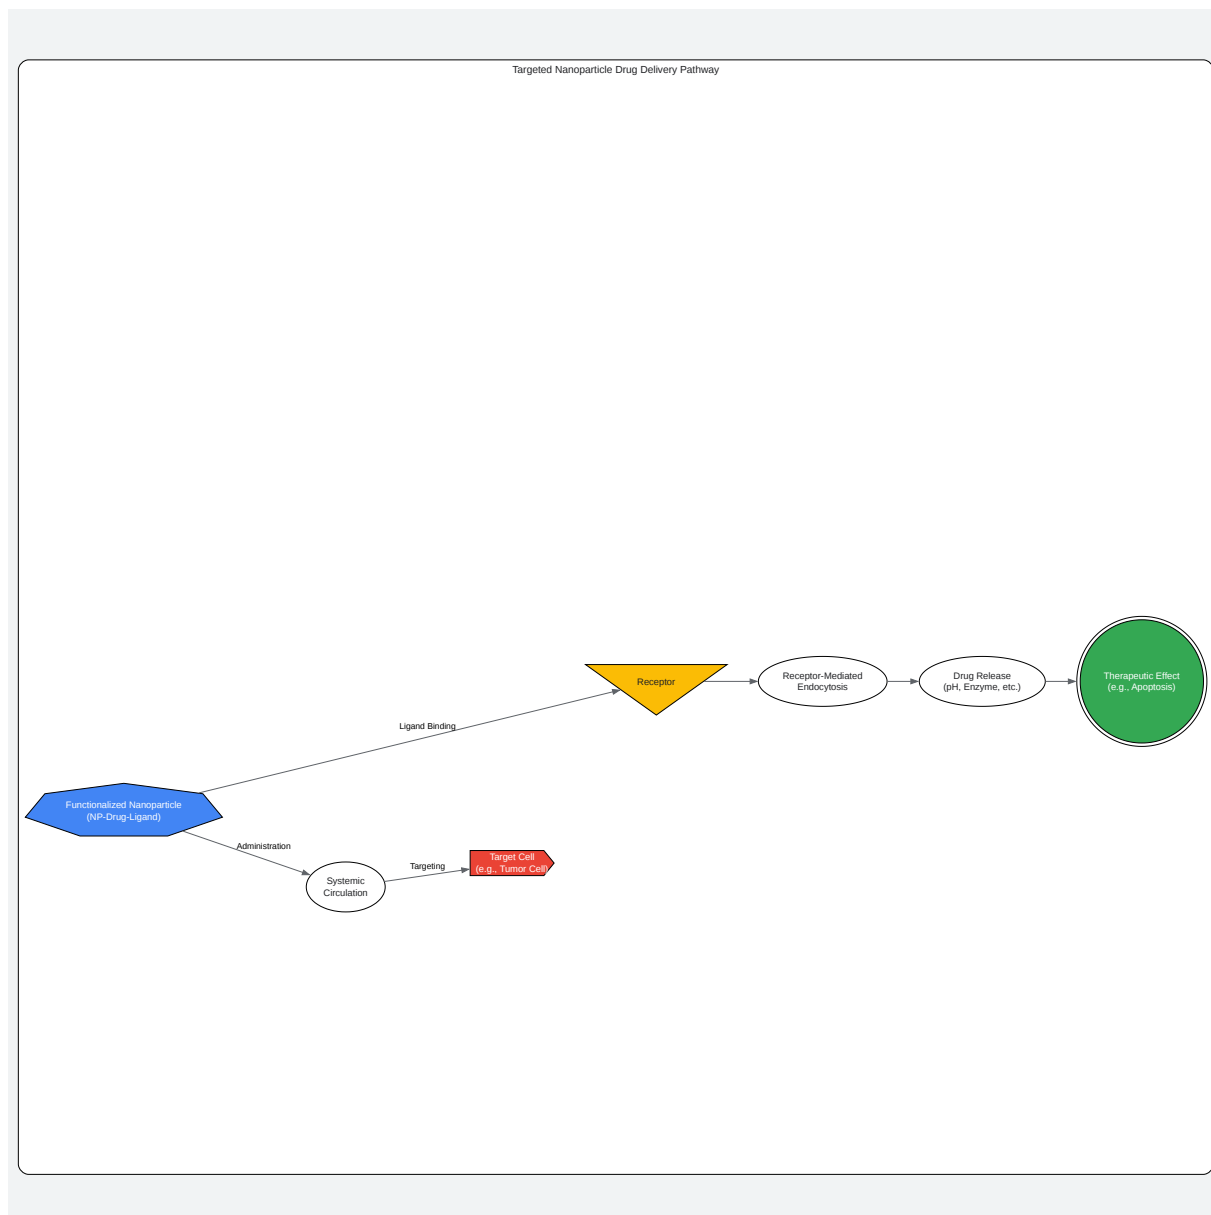 Targeted Nanoparticle Drug Delivery Pathway
Receptor
Receptor-Mediated
Endocytosis
Drug Release
(pH, Enzyme, etc.)
Therapeutic Effect
(e.g., Apoptosis)
Ligand Binding
Functionalized Nanoparticle
(NP-Drug-Ligand)
Administration
Systemic
Circulation
Targeting
Target Cell
(e.g., Tumor Cell)